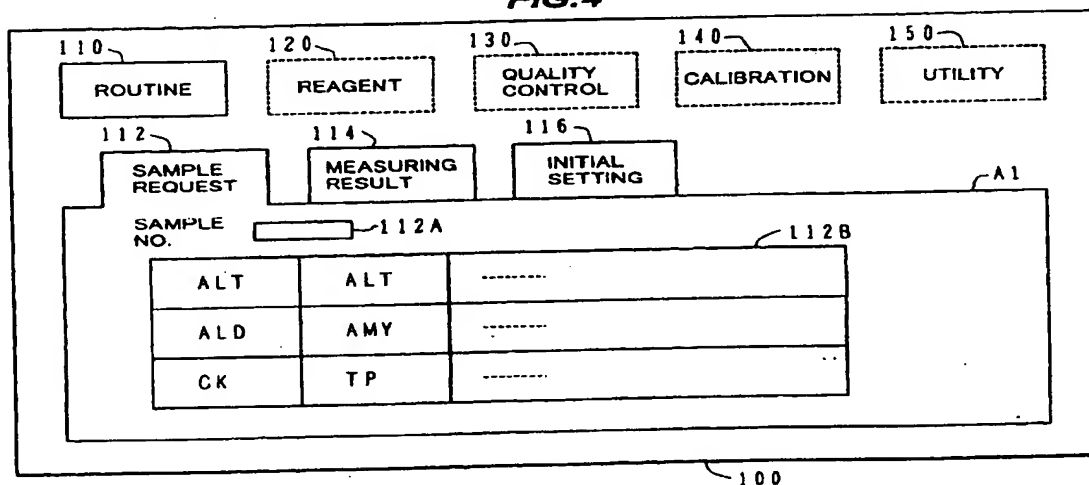 FIG.4
110 120 130 140 150
ROUTINE REAGENT QUALITY CONTROL CALIBRATION UTILITY
112 114 116
SAMPLE REQUEST MEASURING RESULT INITIAL SETTING
A1
SAMPLE NO. 112A
112B
ALT ALT ---------
ALD AMY ---------
CK TP ---------
100